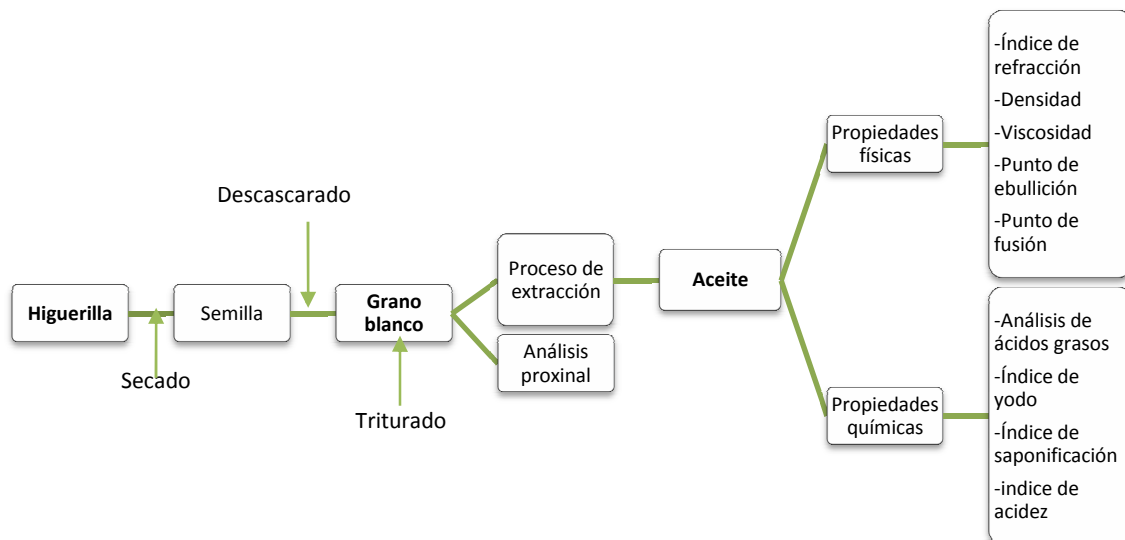 Higuerilla
Secado
Semilla
Descascarado
Grano
blanco
Triturado
Proceso de
extracción
Análisis
proxinal
Aceite
Propiedades
físicas
-Índice de
refracción
-Densidad
-Viscosidad
-Punto de
ebullición
-Punto de
fusión
Propiedades
químicas
-Análisis de
ácidos grasos
-Índice de
yodo
-Índice de
saponificación
-indice de
acidez